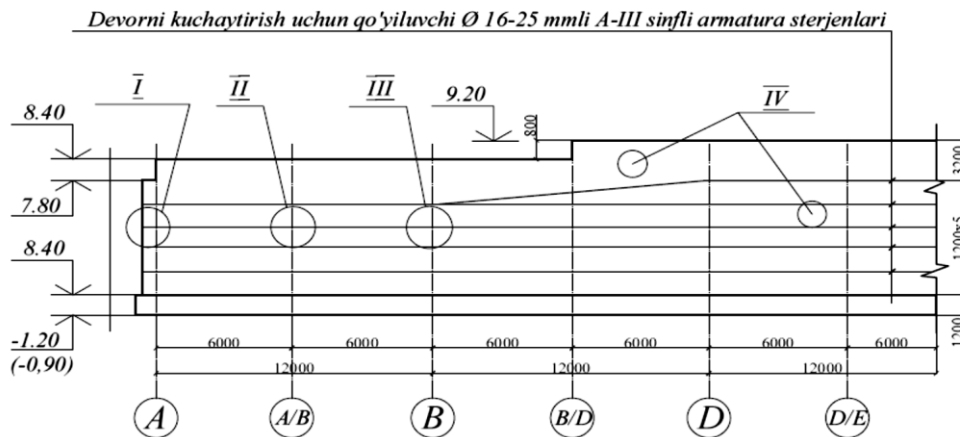 Devorni kuchaytirish uchun qo'yiluvchi Ø 16-25 mmli A-III sinfli armatura sterjenlari
I II III 9.20 IV
8.40 800 3200
7.80
8.40 1200x5
-1.20 1200
(-0,90)
6000 6000 6000 6000 6000 6000
12000 12000 12000
A A/B B B/D D D/E